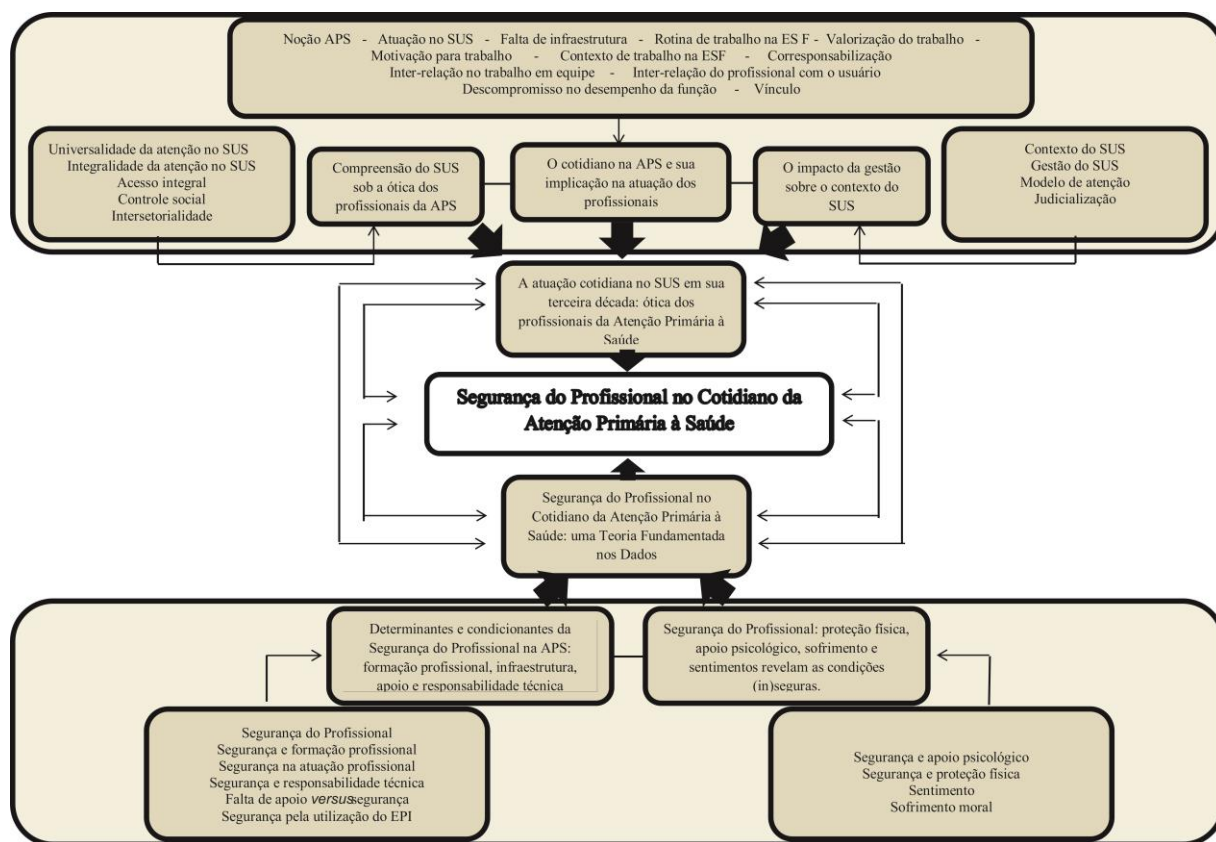 Noção APS - Atuação no SUS - Falta de infraestrutura - Rotina de trabalho na ES F - Valorização do trabalho -
Motivação para trabalho - Contexto de trabalho na ESF - Corresponsabilização
Inter-relação no trabalho em equipe - Inter-relação do profissional com o usuário
Descompromisso no desempenho da função - Vínculo
Universalidade da atenção no SUS
Integralidade da atenção no SUS
Acesso integral
Controle social
Intersetorialidade
Compreensão do SUS
sob a ótica dos
profissionais da APS
O cotidiano na APS e sua
implicação na atuação dos
profissionais
O impacto da gestão
sobre o contexto do
SUS
Contexto do SUS
Gestão do SUS
Modelo de atenção
Judicialização
A atuação cotidiana no SUS em sua
terceira década: ótica dos
profissionais da Atenção Primária à
Saúde
Segurança do Profissional no Cotidiano da
Atenção Primária à Saúde
Segurança do Profissional no
Cotidiano da Atenção Primária à
Saúde: uma Teoria Fundamentada
nos Dados
Determinantes e condicionantes da
Segurança do Profissional na APS:
formação profissional, infraestrutura,
apoio e responsabilidade técnica
Segurança do Profissional: proteção física,
apoio psicológico, sofrimento e
sentimentos revelam as condições
(in)seguras.
Segurança do Profissional
Segurança e formação profissional
Segurança na atuação profissional
Segurança e responsabilidade técnica
Falta de apoio versus segurança
Segurança pela utilização do EPI
Segurança e apoio psicológico
Segurança e proteção física
Sentimento
Sofrimento moral